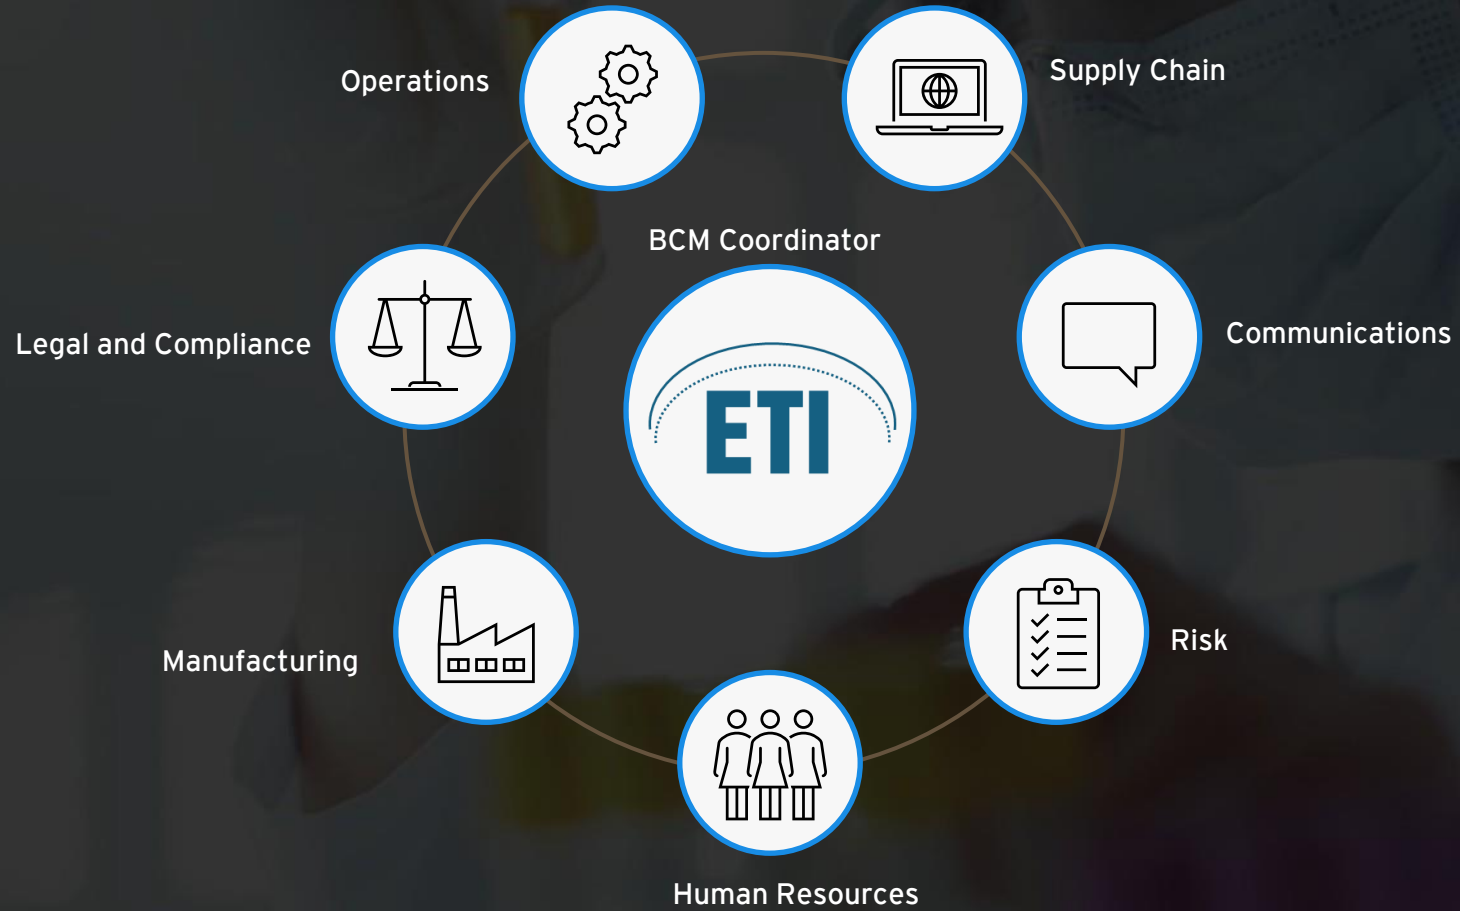 Operations
Supply Chain
BCM Coordinator
ETI
Legal and Compliance
Communications
Manufacturing
Risk
Human Resources